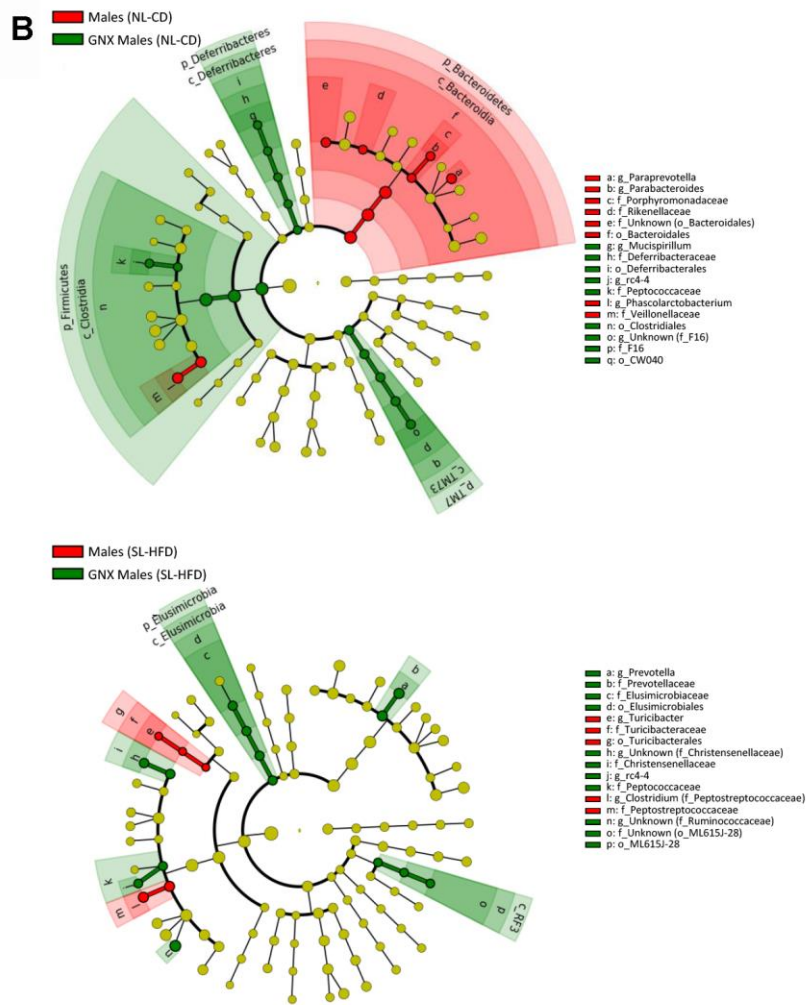 B
Males (NL-CD)
GNX Males (NL-CD)
p_Deferribacteres
c_Deferribacteres
i
h
g
p_Bacteroidetes
c_Bacteroidia
e
d
f
c
b
a
p_Firmicutes
c_Clostridia
n
k
j
l
m
o
p
q
c_TM73
p_TM7
a: g_Paraprevotella
b: g_Parabacteroides
c: f_Porphyromonadaceae
d: f_Rikenellaceae
e: f_Unknown (o_Bacteroidales)
f: o_Bacteroidales
g: g_Mucispirillum
h: f_Deferribacteraceae
i: o_Deferribacterales
j: g_rc4-4
k: f_Peptococcaceae
l: g_Phascolarctobacterium
m: f_Veillonellaceae
n: o_Clostridiales
o: g_Unknown (f_F16)
p: f_F16
q: o_CW040
Males (SL-HFD)
GNX Males (SL-HFD)
p_Elusimicrobia
c_Elusimicrobia
d
c
b
a
g
f
e
i
h
k
j
m
l
n
o
p
C_RF3
a: g_Prevotella
b: f_Prevotellaceae
c: f_Elusimicrobiaceae
d: o_Elusimicrobiales
e: g_Turicibacter
f: f_Turicibacteraceae
g: o_Turicibacterales
h: g_Unknown (f_Christensenellaceae)
i: f_Christensenellaceae
j: g_rc4-4
k: f_Peptococcaceae
l: g_Clostridium (f_Peptostreptococcaceae)
m: f_Peptostreptococcaceae
n: g_Unknown (f_Ruminococcaceae)
o: f_Unknown (o_ML615J-28)
p: o_ML615J-28